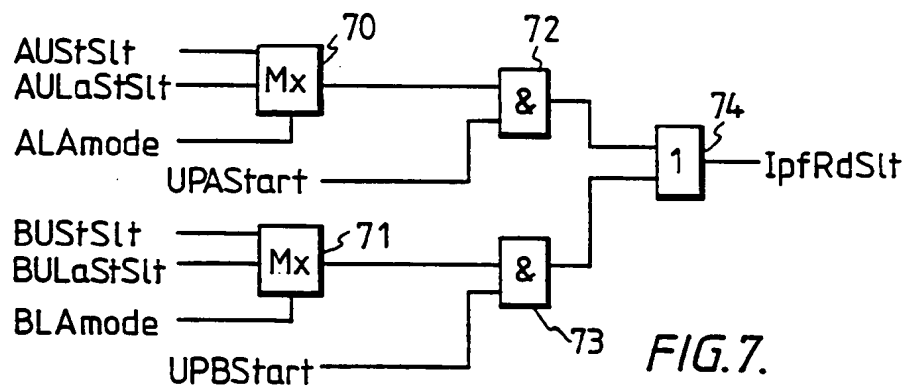 AUStSlt
AULaStSlt
ALAmode
Mx
70
UPAStart
&
72
BUStSlt
BULaStSlt
BLAmode
Mx
71
UPBStart
&
73
1
74
IpfRdSlt
FIG.7.